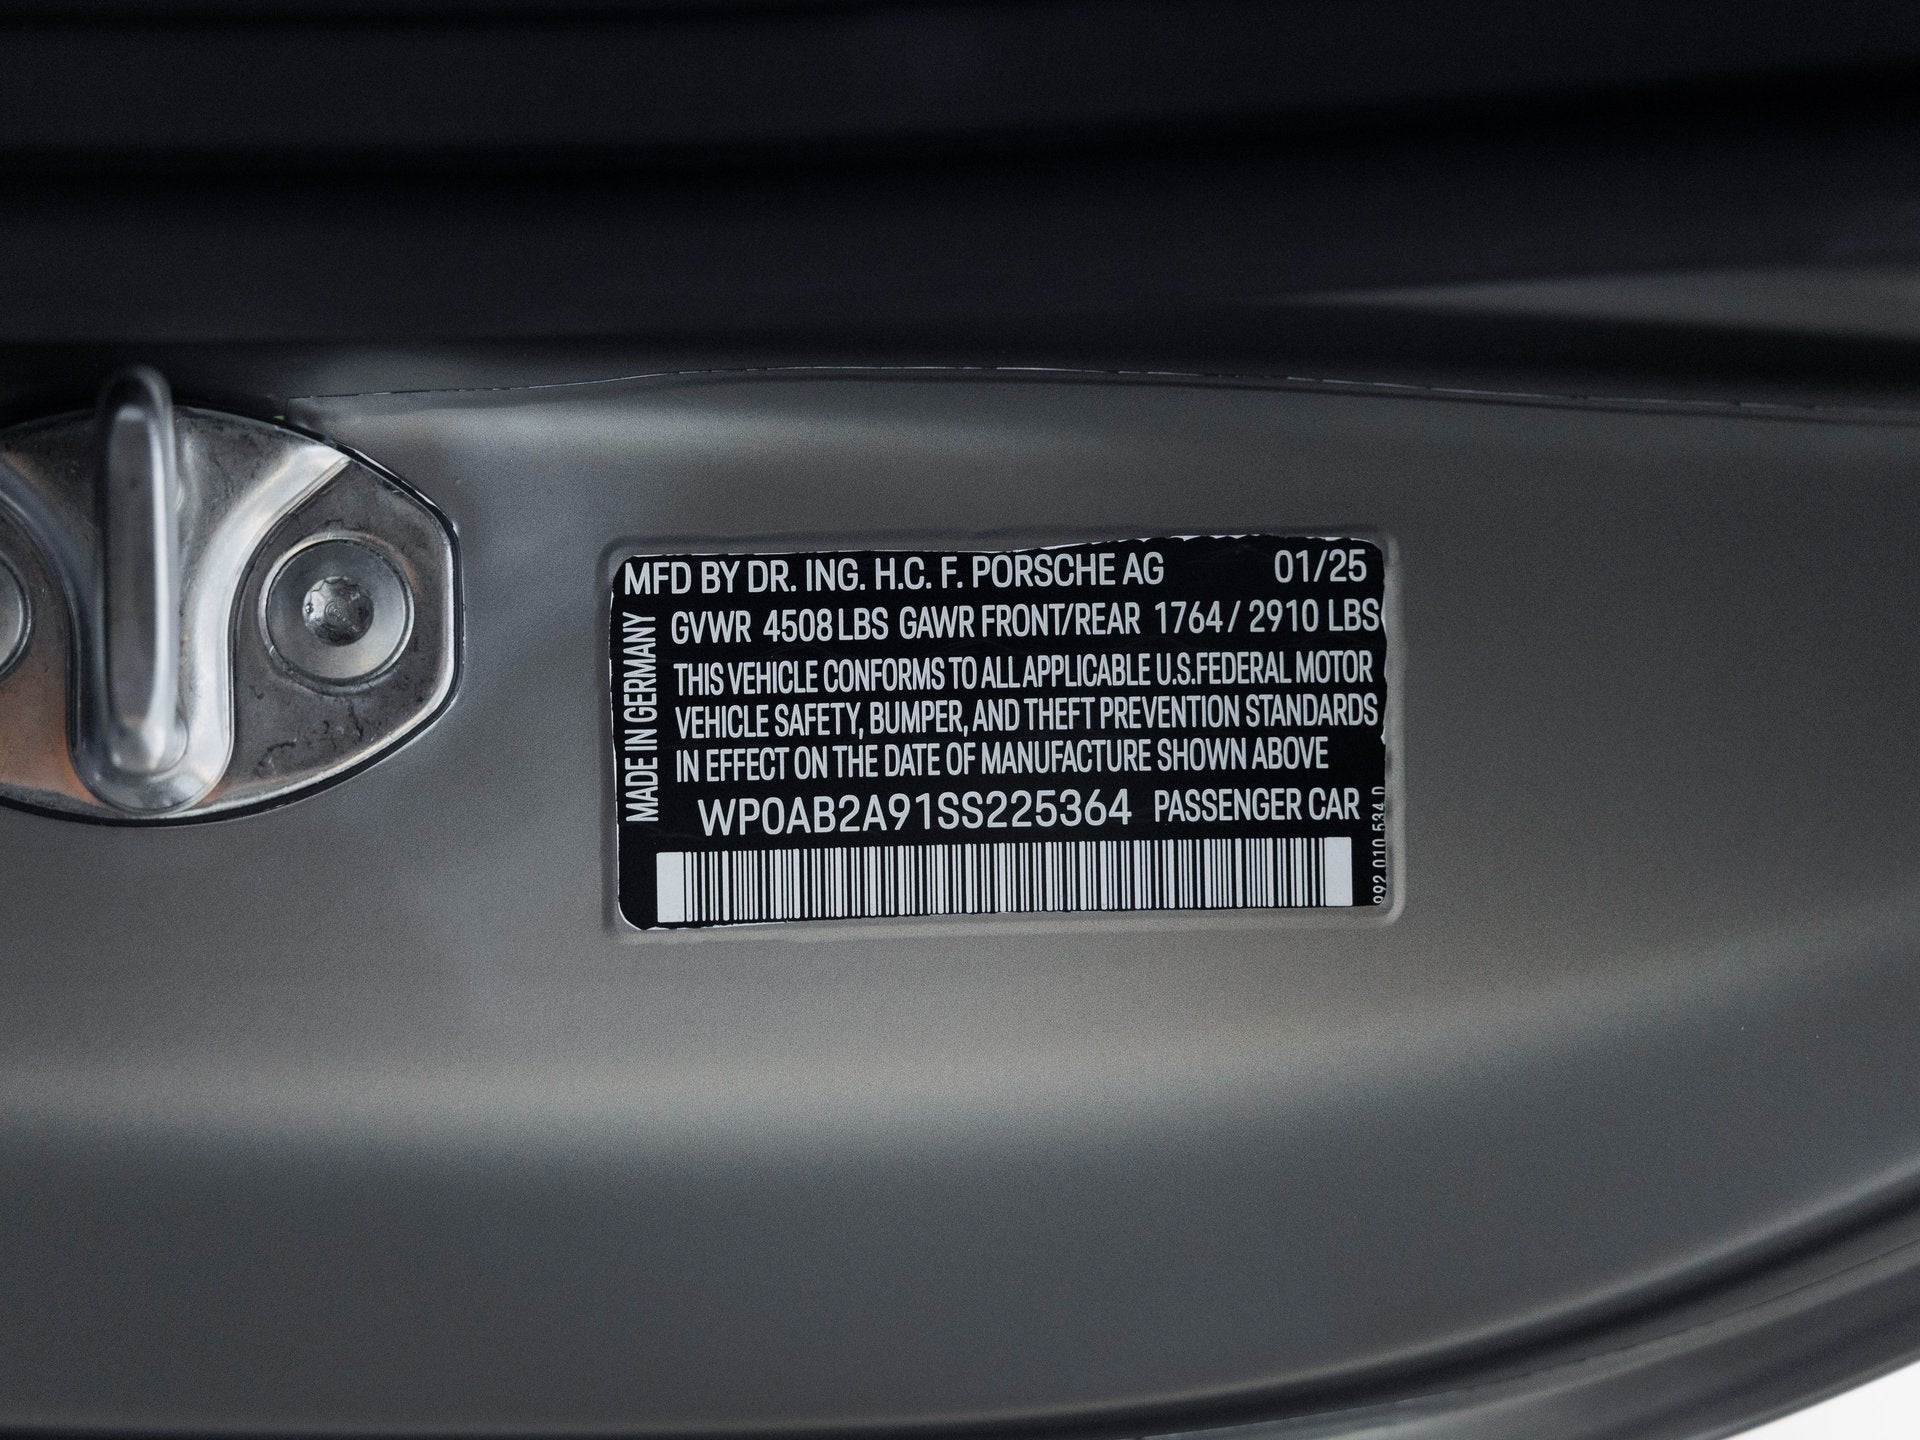 MFD BY DR. ING. H.C. F. PORSCHE AG 01/25
GVWR 4508 LBS GAWR FRONT/REAR 1764 / 2910 LBS
THIS VEHICLE CONFORMS TO ALL APPLICABLE U.S.FEDERAL MOTOR
VEHICLE SAFETY, BUMPER, AND THEFT PREVENTION STANDARDS
IN EFFECT ON THE DATE OF MANUFACTURE SHOWN ABOVE
WP0AB2A91SS225364 PASSENGER CAR
MADE IN GERMANY
992 010 534 D